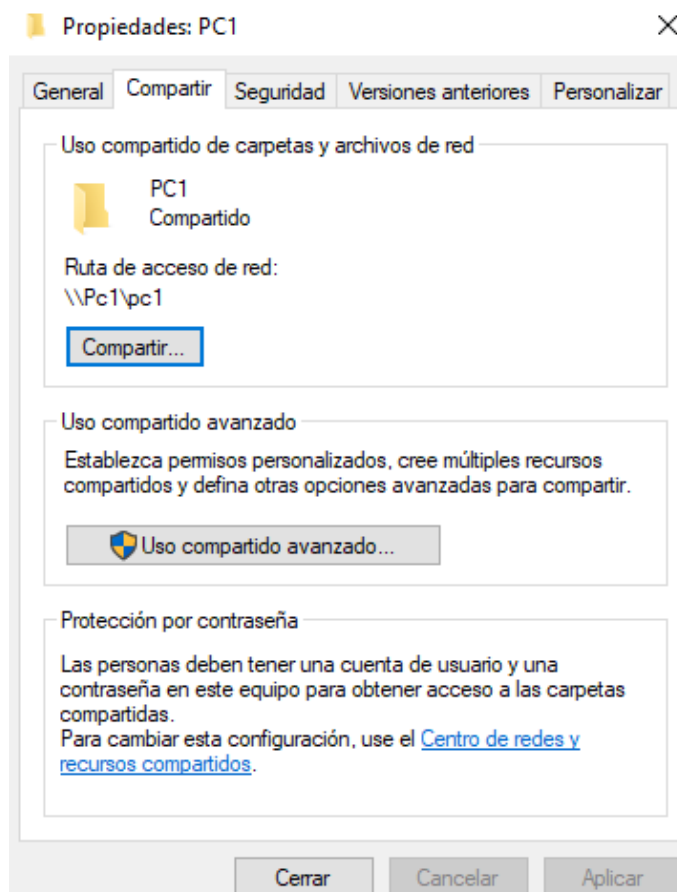 Propiedades: PC1
General Compartir Seguridad Versiones anteriores Personalizar
Uso compartido de carpetas y archivos de red
PC1
Compartido
Ruta de acceso de red:
\\Pc1\pc1
Compartir...
Uso compartido avanzado
Establezca permisos personalizados, cree múltiples recursos
compartidos y defina otras opciones avanzadas para compartir.
Uso compartido avanzado...
Protección por contraseña
Las personas deben tener una cuenta de usuario y una
contraseña en este equipo para obtener acceso a las carpetas
compartidas.
Para cambiar esta configuración, use el Centro de redes y
recursos compartidos.
Cerrar Cancelar Aplicar